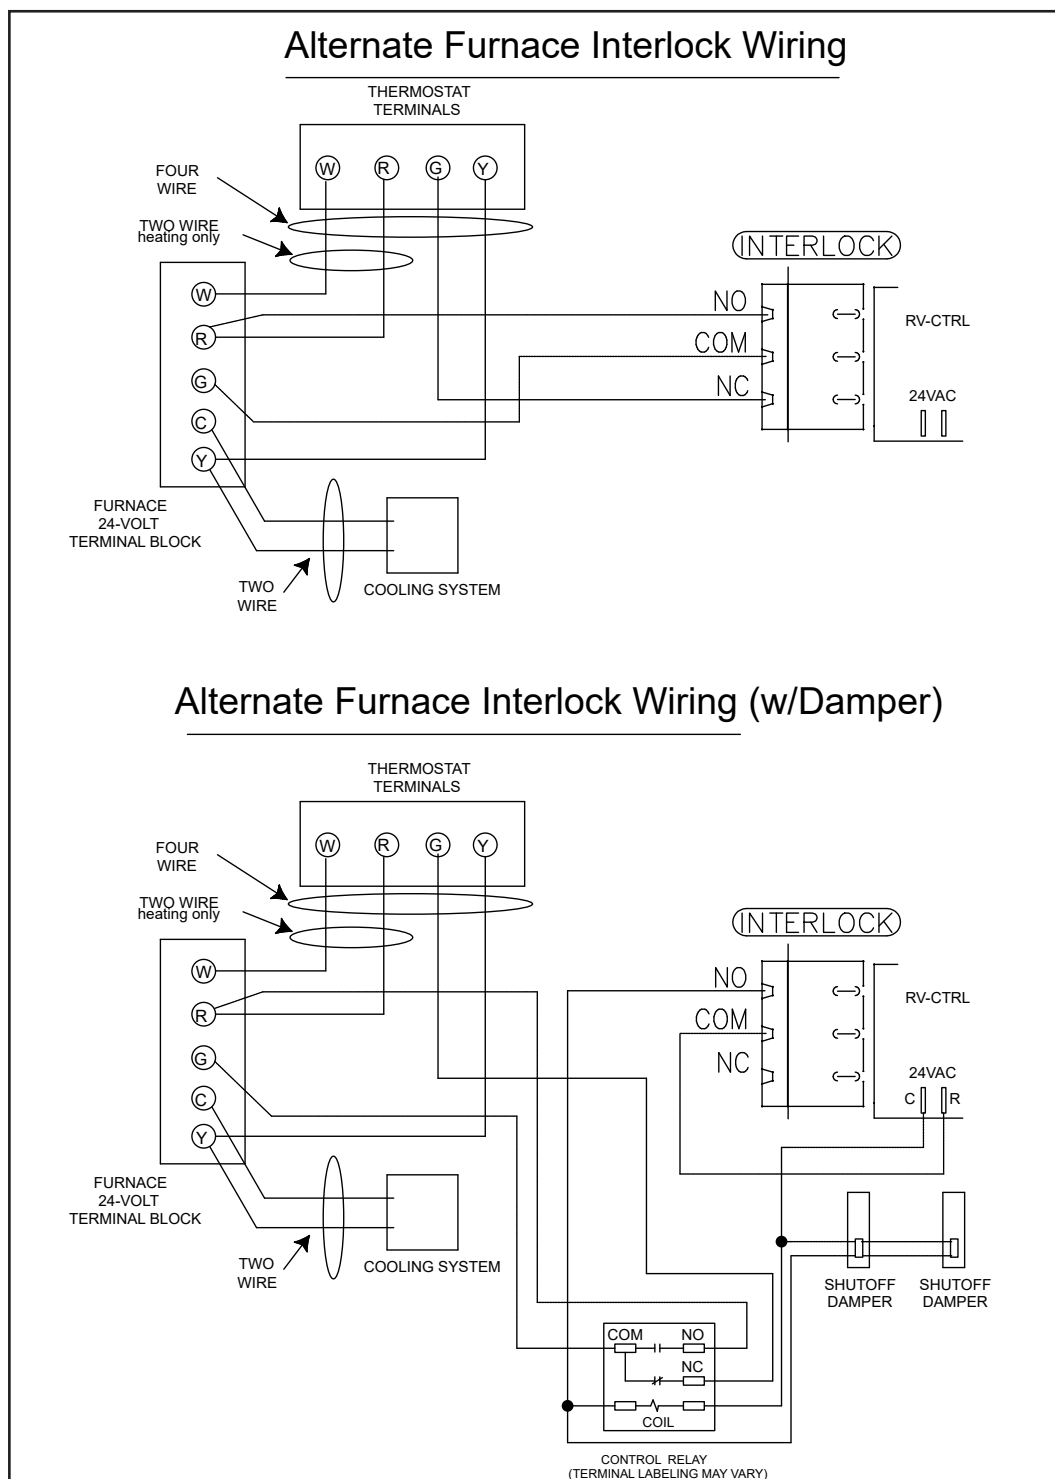 Alternate Furnace Interlock Wiring
THERMOSTAT
TERMINALS
W
R
G
Y
FOUR
WIRE
TWO WIRE
heating only
INTERLOCK
W
R
G
C
Y
NO
COM
NC
RV-CTRL
24VAC
FURNACE
24-VOLT
TERMINAL BLOCK
TWO
WIRE
COOLING SYSTEM
Alternate Furnace Interlock Wiring (w/Damper)
THERMOSTAT
TERMINALS
W
R
G
Y
FOUR
WIRE
TWO WIRE
heating only
INTERLOCK
W
R
G
C
Y
NO
COM
NC
RV-CTRL
24VAC
C
R
FURNACE
24-VOLT
TERMINAL BLOCK
TWO
WIRE
COOLING SYSTEM
SHUTOFF
DAMPER
SHUTOFF
DAMPER
COM
NO
NC
COIL
CONTROL RELAY
(TERMINAL LABELING MAY VARY)